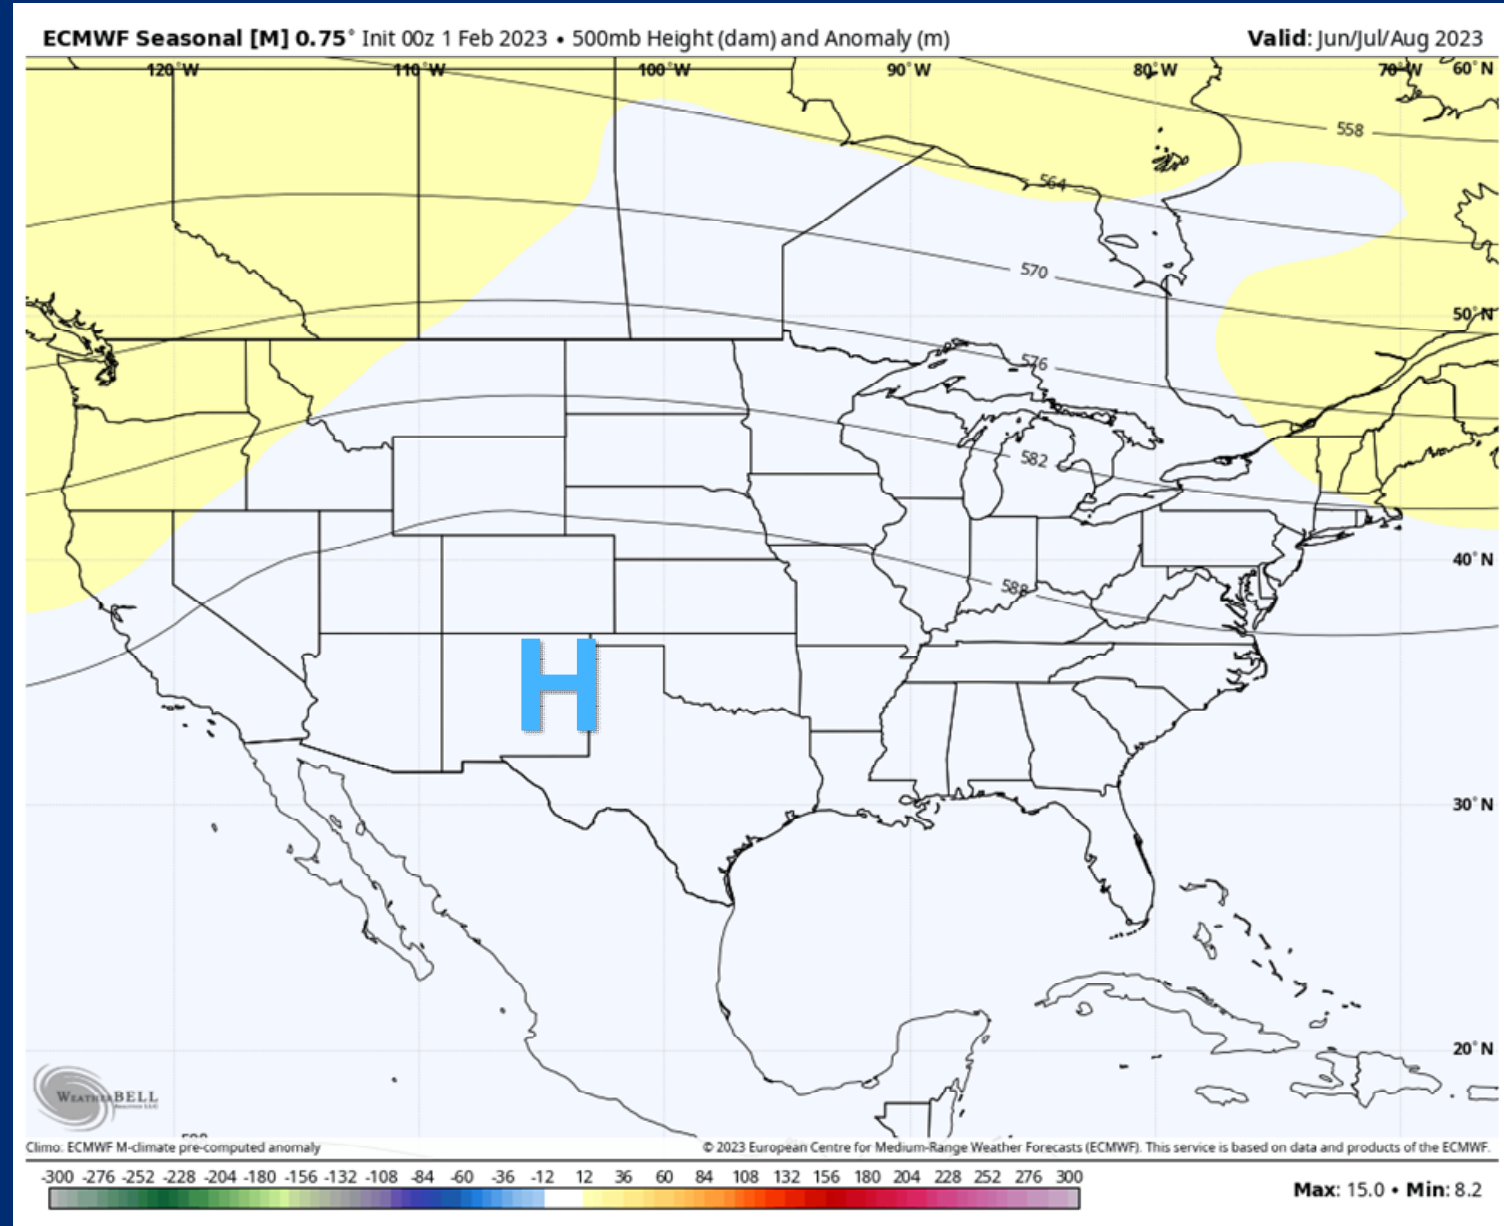 ECMWF Seasonal [M] 0.75° Init 00z 1 Feb 2023 • 500mb Height (dam) and Anomaly (m) Valid: Jun/Jul/Aug 2023
120°W 110°W 100°W 90°W 80°W 70°W 60°N
558
564
570
50°N
576
582
40°N
588
H
30°N
20°N
WEATHERBELL
Climo: ECMWF M-climate pre-computed anomaly © 2023 European Centre for Medium-Range Weather Forecasts (ECMWF). This service is based on data and products of the ECMWF.
-300 -276 -252 -228 -204 -180 -156 -132 -108 -84 -60 -36 -12 12 36 60 84 108 132 156 180 204 228 252 276 300
Max: 15.0 • Min: 8.2